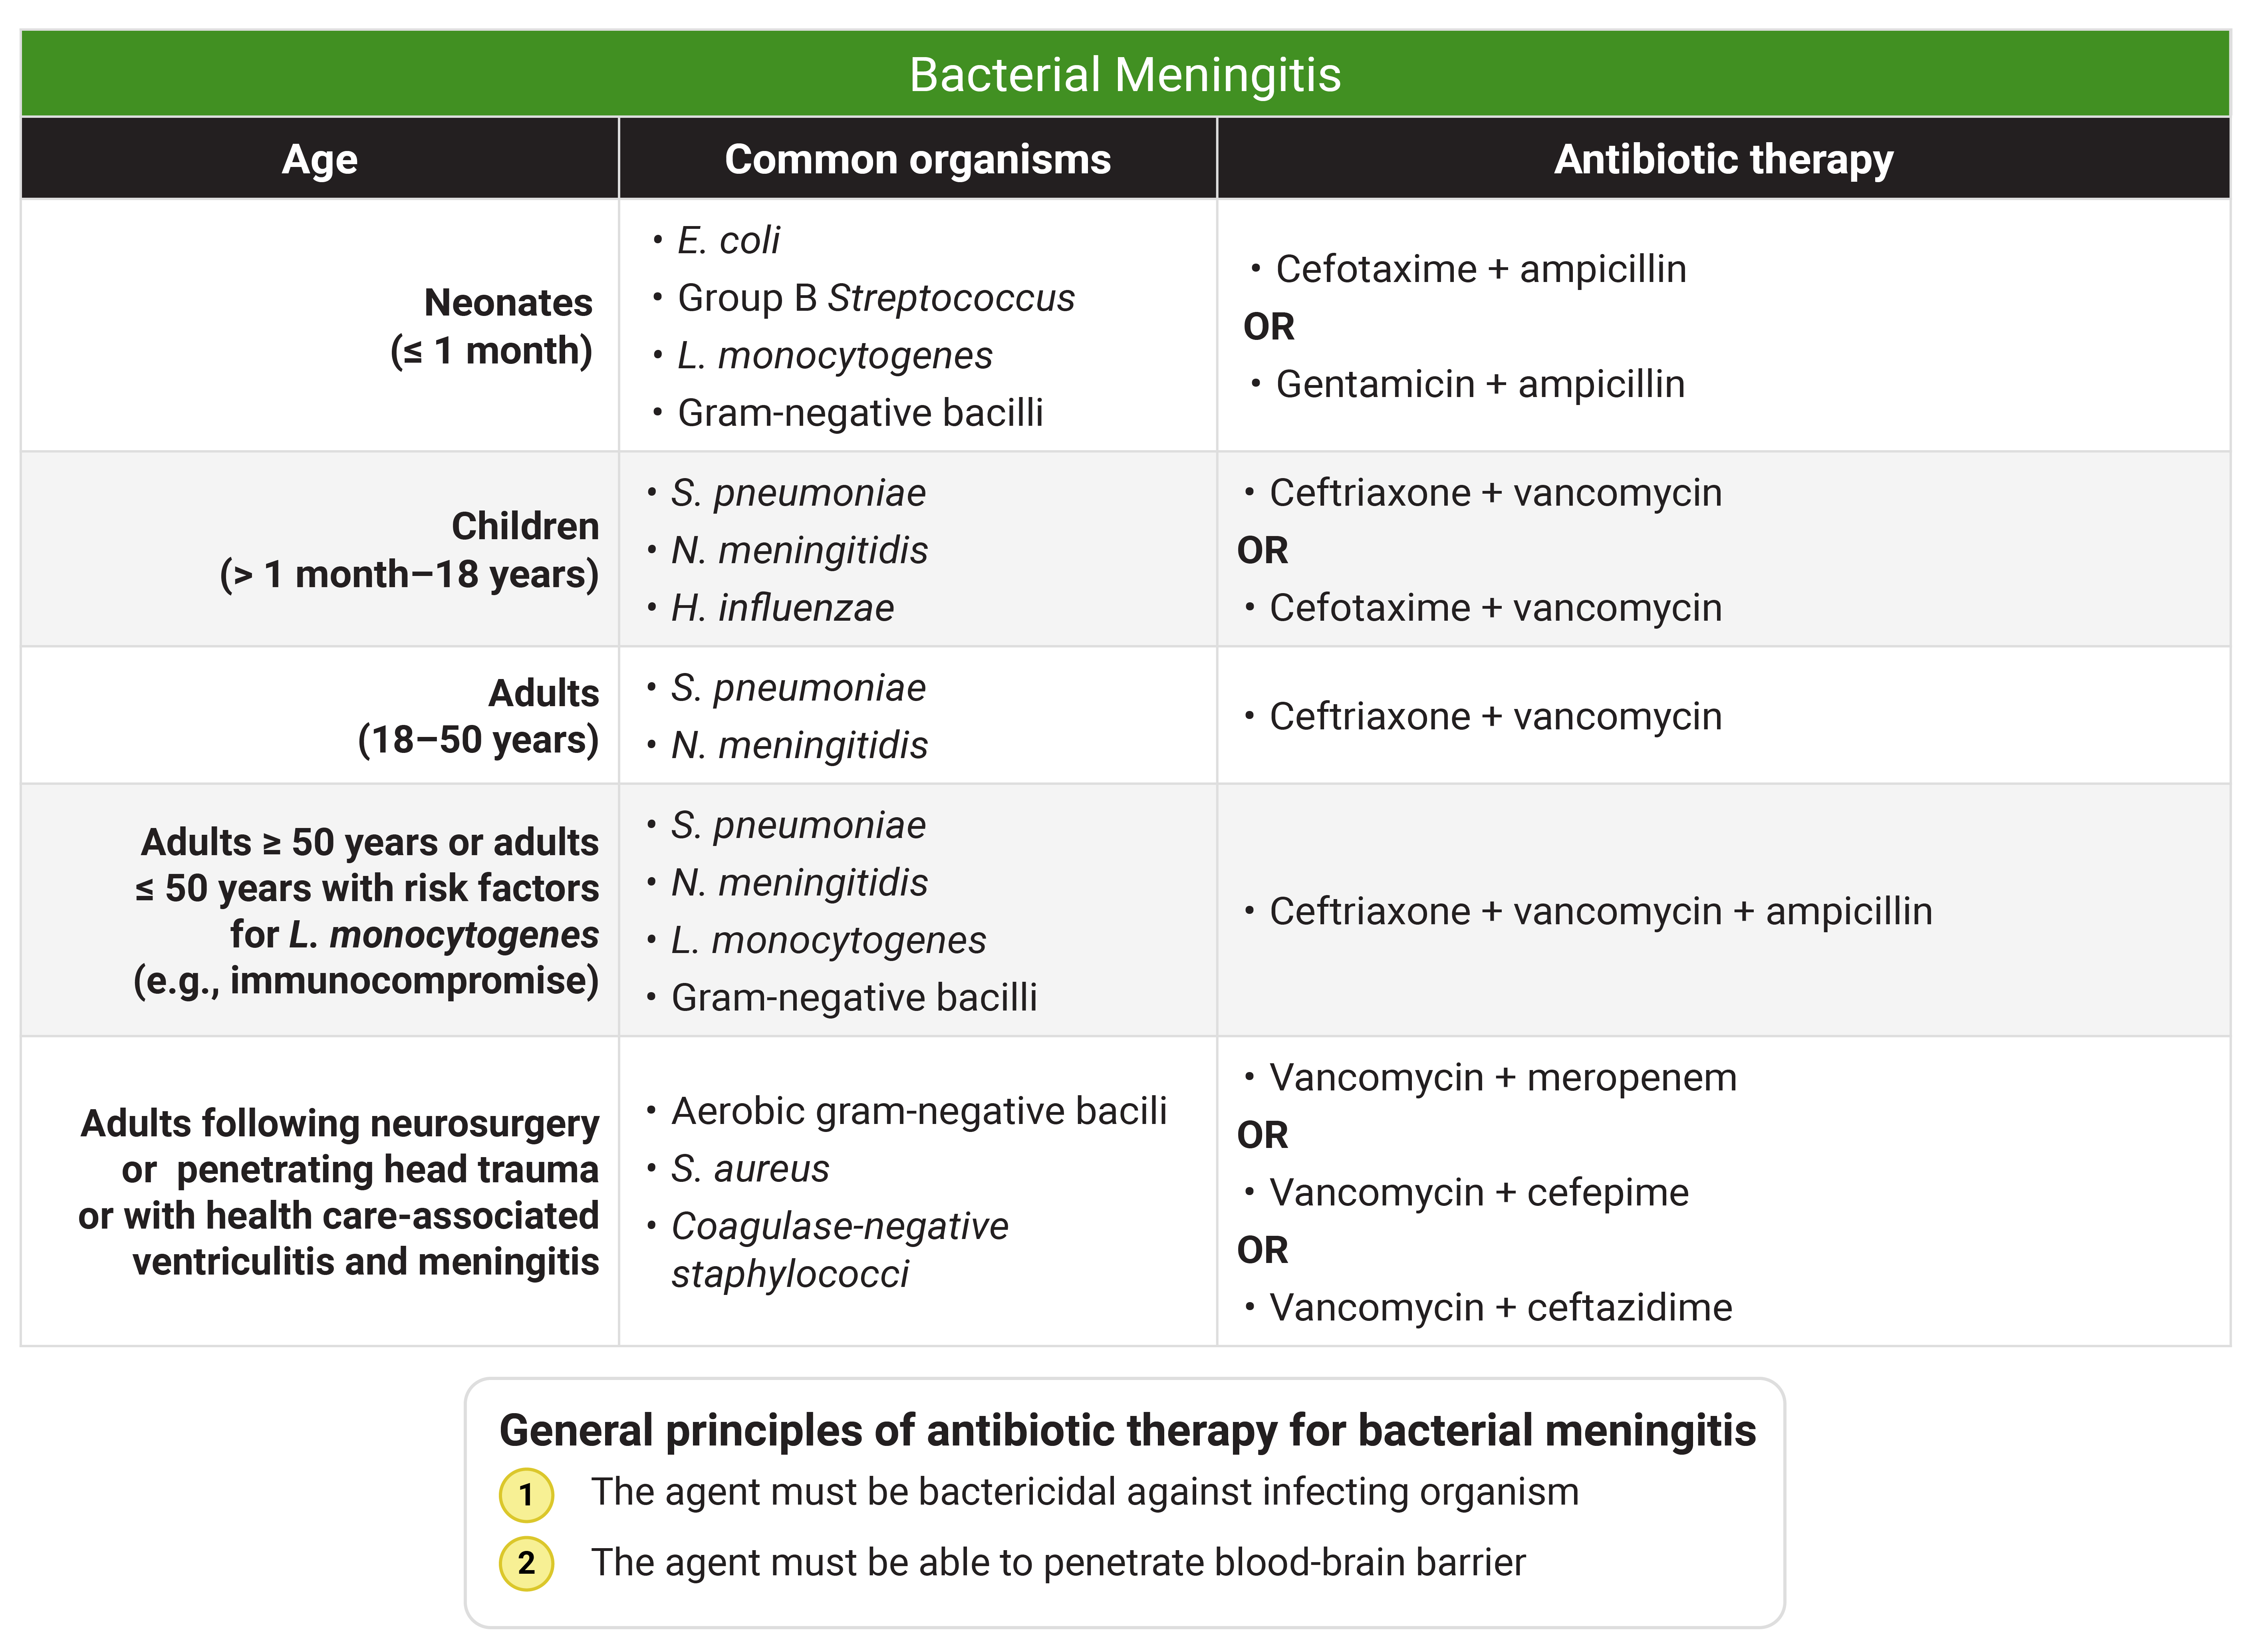 Bacterial Meningitis
Age
Common organisms
Antibiotic therapy
Neonates
(≤ 1 month)
• E. coli
• Group B Streptococcus
• L. monocytogenes
• Gram-negative bacilli
• Cefotaxime + ampicillin
OR
• Gentamicin + ampicillin
Children
(> 1 month–18 years)
• S. pneumoniae
• N. meningitidis
• H. influenzae
• Ceftriaxone + vancomycin
OR
• Cefotaxime + vancomycin
Adults
(18–50 years)
• S. pneumoniae
• N. meningitidis
• Ceftriaxone + vancomycin
Adults ≥ 50 years or adults
≤ 50 years with risk factors
for L. monocytogenes
(e.g., immunocompromise)
• S. pneumoniae
• N. meningitidis
• L. monocytogenes
• Gram-negative bacilli
• Ceftriaxone + vancomycin + ampicillin
Adults following neurosurgery
or penetrating head trauma
or with health care-associated
ventriculitis and meningitis
• Aerobic gram-negative bacili
• S. aureus
• Coagulase-negative
staphylococci
• Vancomycin + meropenem
OR
• Vancomycin + cefepime
OR
• Vancomycin + ceftazidime
General principles of antibiotic therapy for bacterial meningitis
1 The agent must be bactericidal against infecting organism
2 The agent must be able to penetrate blood-brain barrier